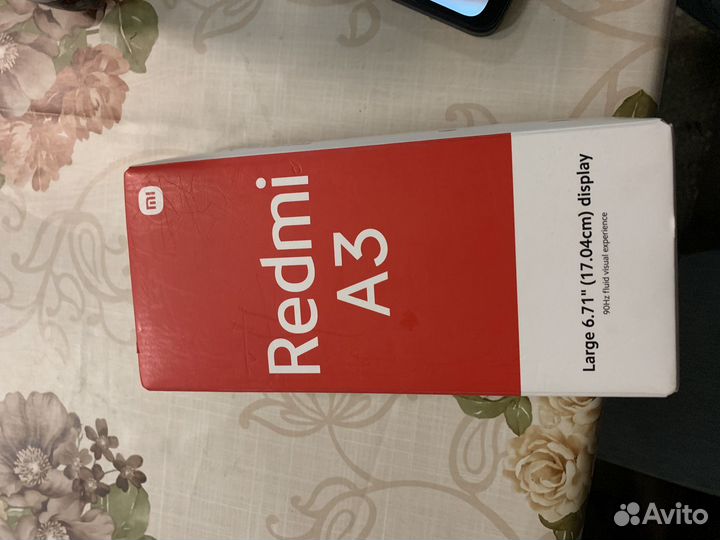 mi
Redmi
A3
Large 6.71" (17.04cm) display
90Hz fluid visual experience
Avito